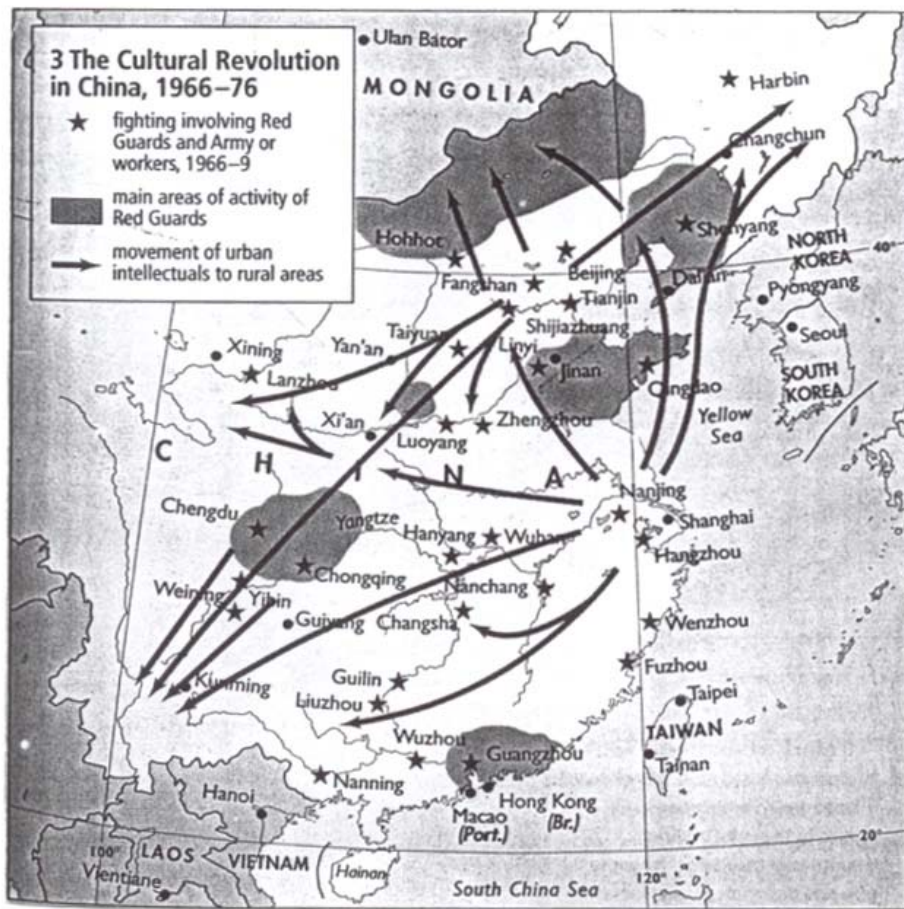 3 The Cultural Revolution
in China, 1966–76
fighting involving Red
Guards and Army or
workers, 1966–9
main areas of activity of
Red Guards
movement of urban
intellectuals to rural areas
Ulan Bator
MONGOLIA
Harbin
Changchun
Shenyang
NORTH
KOREA
40°
Hohhot
Beijing
Fangshan
Tianjin
Dalian
Pyongyang
Shijiazhuang
Seoul
Taiyuan
Linyi
Yan'an
Xining
Lanzhou
Jinan
Qingdao
SOUTH
KOREA
Yellow
Sea
Xi'an
Luoyang
Zhengzhou
CHINA
Nanjing
Shanghai
Chengdu
Yangtze
Hanyang
Wuhan
Hangzhou
Chongqing
Nanchang
Weining
Yibin
Guiyang
Changsha
Wenzhou
Fuzhou
Kunming
Guilin
Liuzhou
Taipei
TAIWAN
Tainan
Wuzhou
Guangzhou
Nanning
Hong Kong
(Br.)
Macao
(Port.)
Hanoi
20°
100°
LAOS
VIETNAM
Hainan
120°
Vientiane
South China Sea